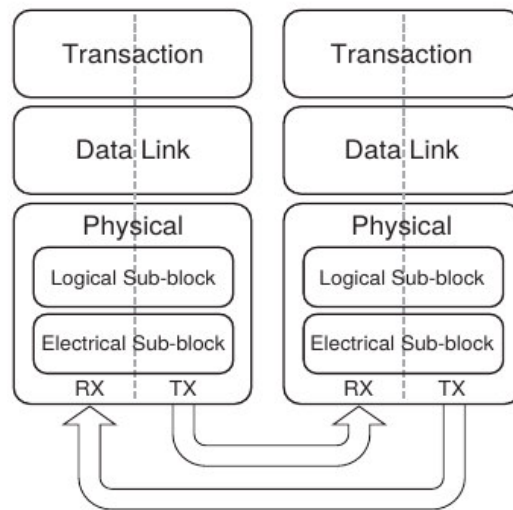 Transaction
Data Link
Physical
Logical Sub-block
Electrical Sub-block
RX TX
Transaction
Data Link
Physical
Logical Sub-block
Electrical Sub-block
RX TX